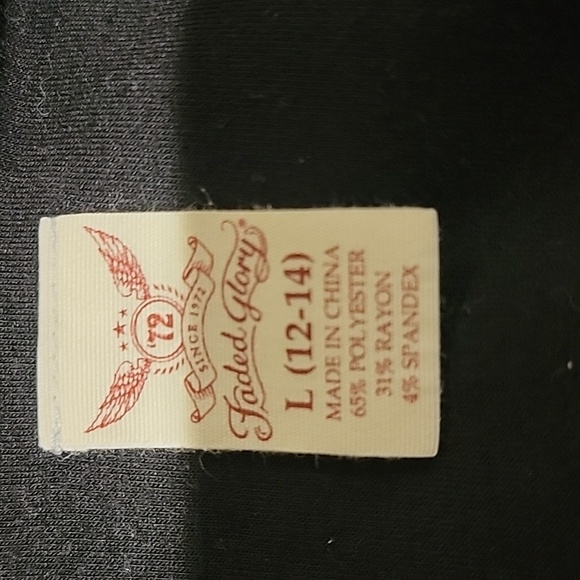 '72
SINCE 1972
Faded Glory®
L (12-14)
MADE IN CHINA
65% POLYESTER
31% RAYON
4% SPANDEX